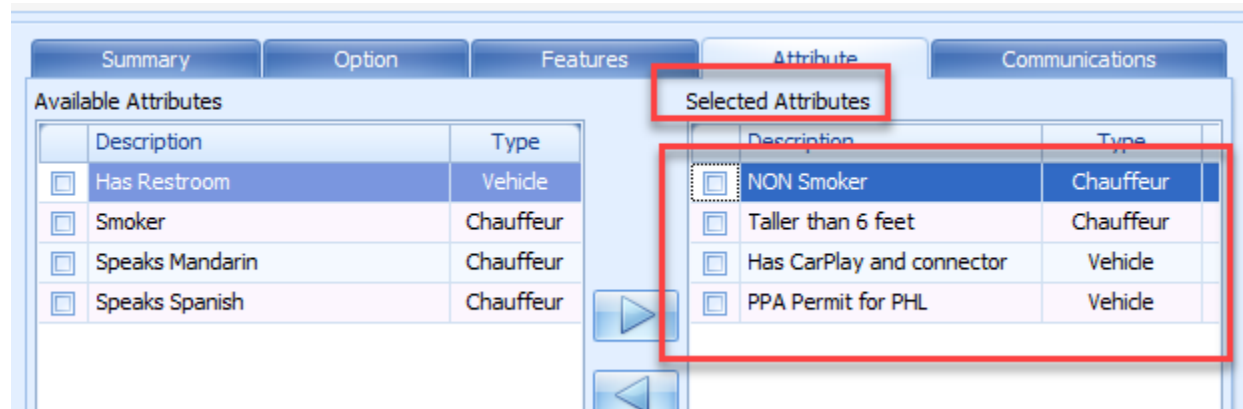 Summary Option Features Attribute Communications
Available Attributes Selected Attributes
Description Type Description Type
Has Restroom Vehicle NON Smoker Chauffeur
Smoker Chauffeur Taller than 6 feet Chauffeur
Speaks Mandarin Chauffeur Has CarPlay and connector Vehicle
Speaks Spanish Chauffeur PPA Permit for PHL Vehicle